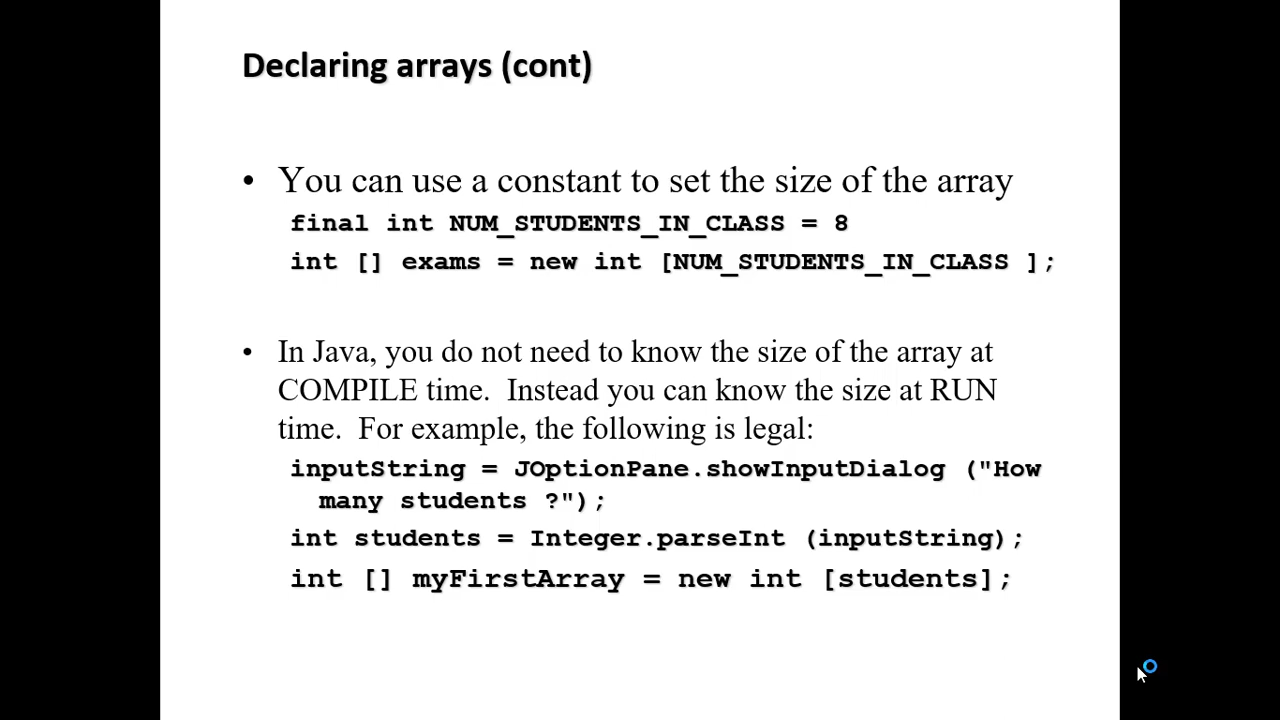 Declaring arrays (cont)
• You can use a constant to set the size of the array
final int NUM_STUDENTS_IN_CLASS = 8
int [] exams = new int [NUM_STUDENTS_IN_CLASS ];
• In Java, you do not need to know the size of the array at
COMPILE time.  Instead you can know the size at RUN
time.  For example, the following is legal:
inputString = JOptionPane.showInputDialog ("How
many students ?");
int students = Integer.parseInt (inputString);
int [] myFirstArray = new int [students];